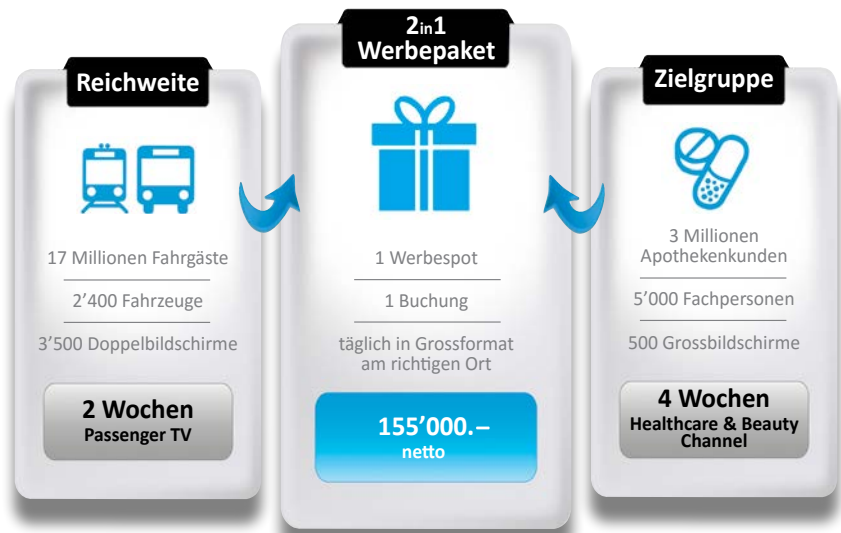 Reichweite
17 Millionen Fahrgäste
2’400 Fahrzeuge
3’500 Doppelbildschirme
2 Wochen
Passenger TV
2in1
Werbepaket
1 Werbespot
1 Buchung
täglich in Grossformat
am richtigen Ort
155’000.–
netto
Zielgruppe
3 Millionen
Apothekenkunden
5’000 Fachpersonen
500 Grossbildschirme
4 Wochen
Healthcare & Beauty
Channel